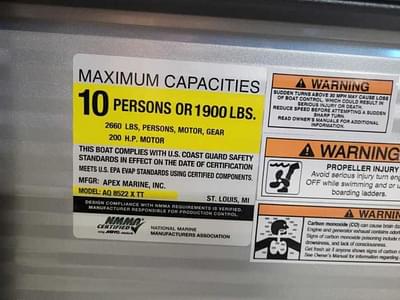 MAXIMUM CAPACITIES
10 PERSONS OR 1900 LBS.
2660 LBS, PERSONS, MOTOR, GEAR
200 H.P. MOTOR
THIS BOAT COMPLIES WITH U.S. COAST GUARD SAFETY
STANDARDS IN EFFECT ON THE DATE OF CERTIFICATION
MEETS U.S. EPA EVAP STANDARDS USING CERTIFIED COMPONENTS
MFGR: APEX MARINE, INC.
MODEL: AQ 8522 X TT
ST. LOUIS, MI
DESIGN COMPLIANCE WITH NMMA REQUIREMENTS IS VERIFIED.
MANUFACTURER RESPONSIBLE FOR PRODUCTION CONTROL.
NMMA
CERTIFIED
NATIONAL MARINE
MANUFACTURERS ASSOCIATION
WARNING
SUDDEN TURNS ABOVE 30 MPH MAY CAUSE LOSS
OF BOAT CONTROL, WHICH COULD RESULT IN
SERIOUS INJURY OR DEATH.
REDUCE SPEED BEFORE ATTEMPTING A SUDDEN
SHARP TURN.
READ OWNER'S MANUAL FOR ADDITIONAL
INFORMATION.
WARNING
PROPELLER INJURY
Avoid serious injury turn eng
OFF while swimming and or u
boarding ladders.
WARNING
Carbon monoxide (CO) can cause brain
Engine and generator exhaust contains
Signs of carbon monoxide poisoning include
drowsiness, and lack of consciousness.
Get fresh air if anyone shows signs of carbon
See Owner's Manual for information regarding